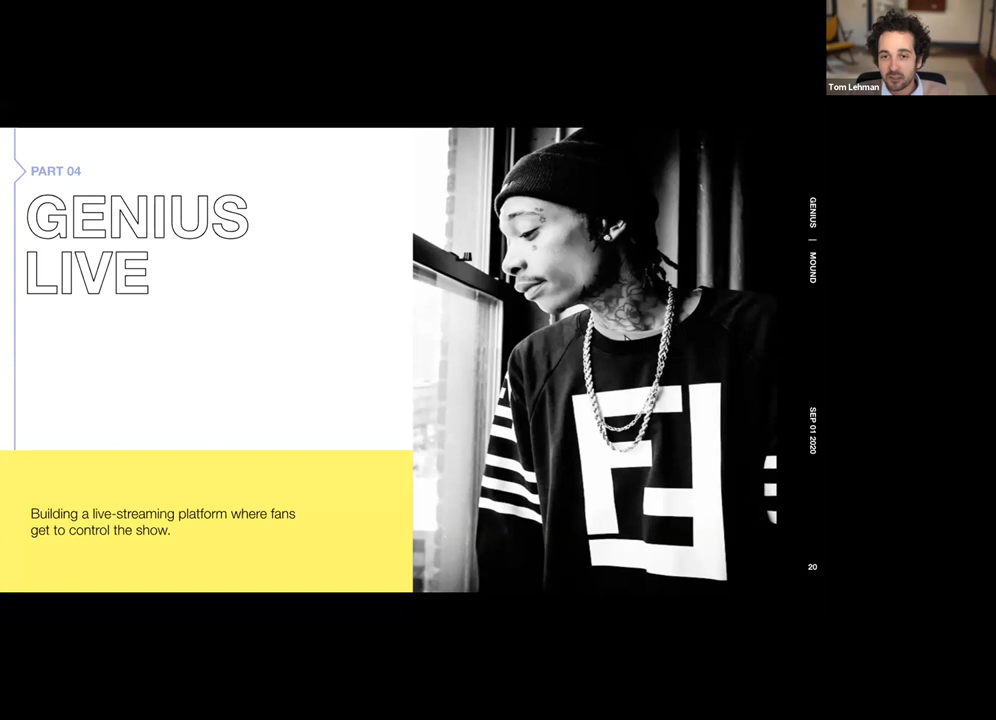 Tom Lehman
PART 04
GENIUS
LIVE
Building a live-streaming platform where fans
get to control the show.
GENIUS | MOUND
SEP 01 2020
20